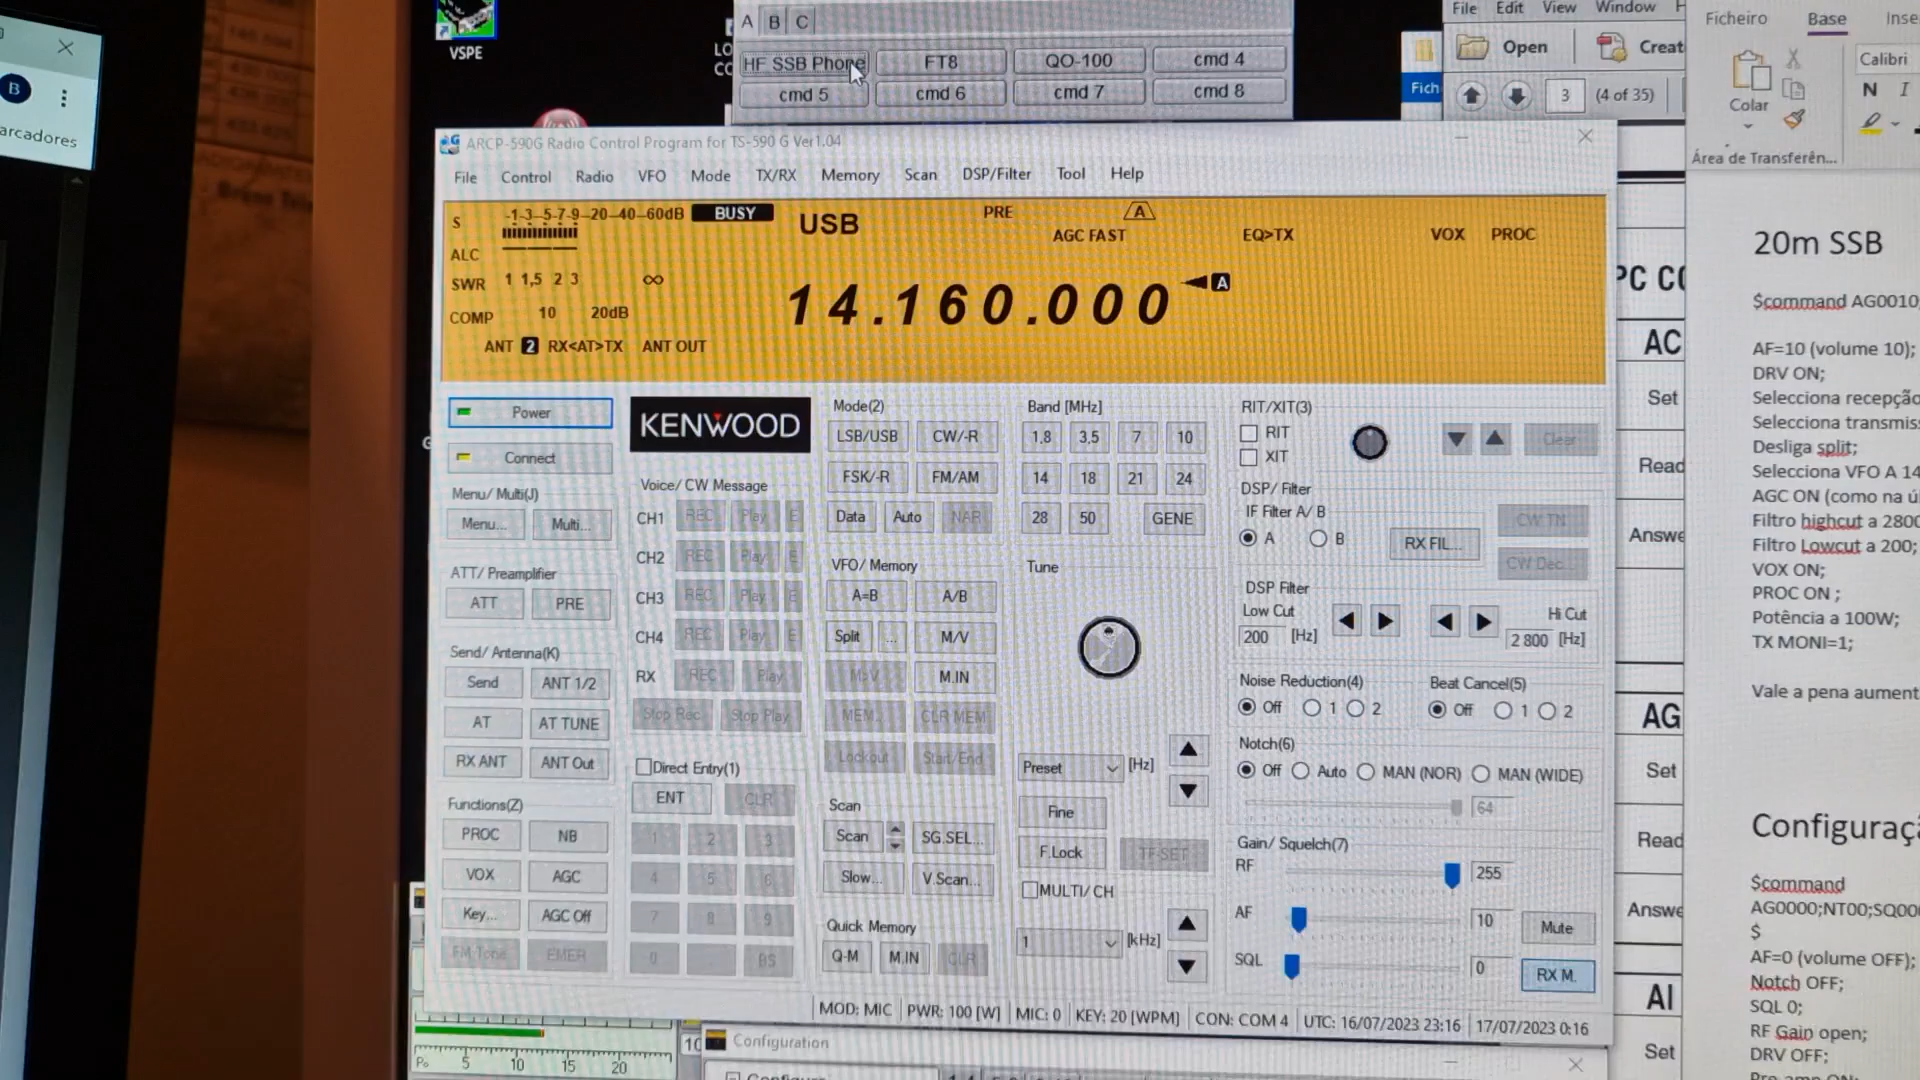 VSPE
B
arcadores
A B C
HF SSB Phone FT8 QO-100 cmd 4
cmd 5 cmd 6 cmd 7 cmd 8
File Edit View Window
Open
Fich
3 (4 of 35)
Ficheiro Base
Calibri
Colar
N I
Área de Transferên...
ARCP-590G Radio Control Program for TS-590 G Ver1.04
File Control Radio VFO Mode TX/RX Memory Scan DSP/Filter Tool Help
S -1-3-5-7-9-20-40-60dB BUSY USB PRE A
AGC FAST EQ>TX VOX PROC
ALC
SWR 1 1,5 2 3 ∞
14.160.000 A
COMP 10 20dB
ANT 2 RX<AT>TX ANT OUT
Power
Connect
Menu/ Multi(J)
Menu... Multi...
ATT/ Preamplifier
ATT PRE
Send/ Antenna(K)
Send ANT 1/2
AT AT TUNE
RX ANT ANT Out
Functions(Z)
PROC NB
VOX AGC
Key... AGC Off
FM-Tone EMER
KENWOOD
Voice/ CW Message
CH1 REC Play E
CH2 REC Play E
CH3 REC Play E
CH4 REC Play E
RX REC Play
Stop Rec Stop Play
Direct Entry(1)
ENT CLR
1 2 3
4 5 6
7 8 9
0 . BS
Mode(2)
LSB/USB CW/-R
FSK/-R FM/AM
Data Auto NAR
VFO/ Memory
A=B A/B
Split ... M/V
M>V M.IN
MEM... CLR MEM
Lockout Start/End
Scan
Scan SG.SEL...
Slow... V.Scan...
Quick Memory
Q-M M.IN CLR
Band [MHz]
1,8 3,5 7 10
14 18 21 24
28 50 GENE
Tune
Preset [Hz]
Fine
F.Lock TF-SET
MULTI/ CH
1 [kHz]
RIT/XIT(3)
RIT
XIT
Clear
DSP/ Filter
IF Filter A/ B
A B RX FIL... CW TN
CW Dec...
DSP Filter
Low Cut Hi Cut
200 [Hz] 2 800 [Hz]
Noise Reduction(4) Beat Cancel(5)
Off 1 2 Off 1 2
Notch(6)
Off Auto MAN (NOR) MAN (WIDE)
64
Gain/ Squelch(7)
RF 255
AF 10 Mute
SQL 0 RX M.
MOD: MIC PWR: 100 [W] MIC: 0 KEY: 20 [WPM] CON: COM 4 UTC: 16/07/2023 23:16 17/07/2023 0:16
Po 5 10 15 20
Configuration
AC
Set
Read
Answe
AG
Set
Read
Answe
AI
Set
20m SSB
$command AG0010
AF=10 (volume 10);
DRV ON;
Selecciona recepção
Selecciona transmis
Desliga split;
Selecciona VFO A 14
AGC ON (como na ú
Filtro highcut a 2800
Filtro Lowcut a 200;
VOX ON;
PROC ON ;
Potência a 100W;
TX MONI=1;
Vale a pena aument
Configuraç
$command
AG0000;NT00;SQ00
$
AF=0 (volume OFF);
Notch OFF;
SQL 0;
RF Gain open;
DRV OFF;